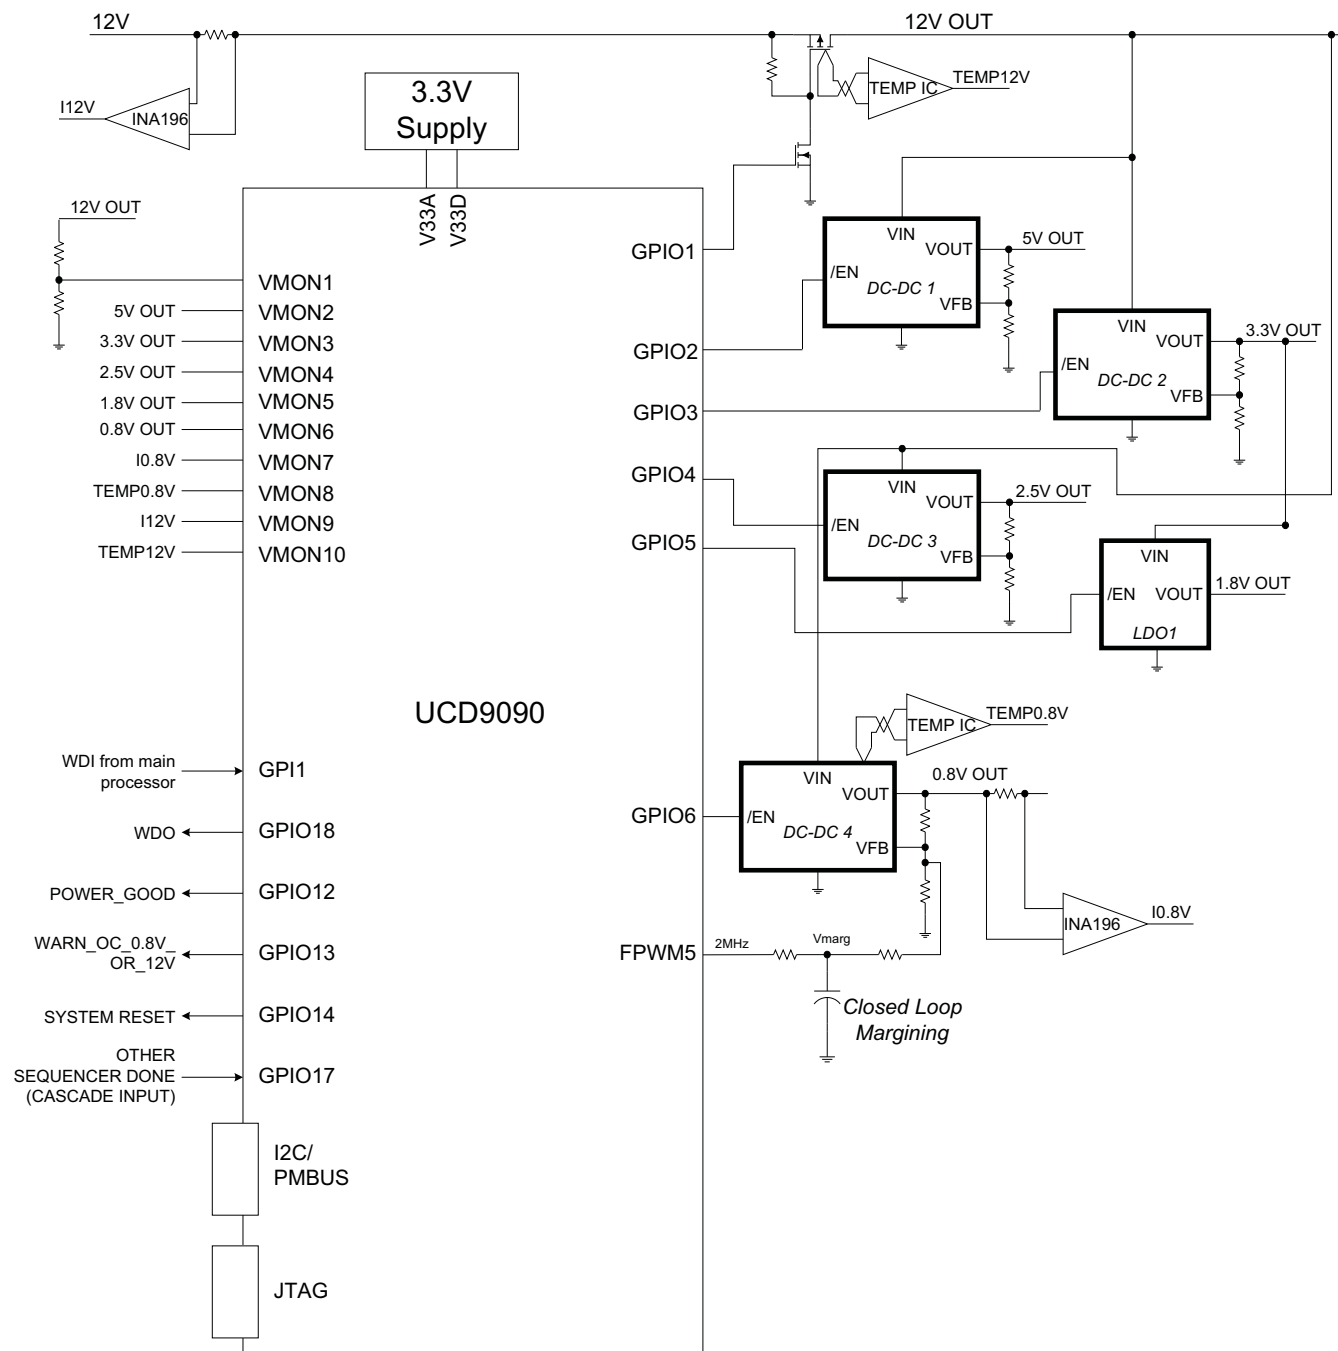 12V
12V OUT
3.3V
Supply
TEMP IC
TEMP12V
I12V
INA196
V33A
V33D
12V OUT
GPIO1
VIN
VOUT
5V OUT
/EN
DC-DC 1
VFB
VMON1
5V OUT
VMON2
3.3V OUT
VMON3
2.5V OUT
VMON4
1.8V OUT
VMON5
0.8V OUT
VMON6
I0.8V
VMON7
TEMP0.8V
VMON8
I12V
VMON9
TEMP12V
VMON10
GPIO2
VIN
VOUT
3.3V OUT
/EN
DC-DC 2
VFB
GPIO3
GPIO4
VIN
VOUT
2.5V OUT
/EN
DC-DC 3
VFB
GPIO5
VIN
/EN
VOUT
1.8V OUT
LDO1
UCD9090
TEMP IC
TEMP0.8V
WDI from main
processor
GPI1
VIN
VOUT
0.8V OUT
GPIO6
/EN
DC-DC 4
VFB
WDO
GPIO18
POWER_GOOD
GPIO12
INA196
I0.8V
WARN_OC_0.8V_
OR_12V
GPIO13
FPWM5
2MHz
Vmarg
SYSTEM RESET
GPIO14
Closed Loop
Margining
OTHER
SEQUENCER DONE
(CASCADE INPUT)
GPIO17
I2C/
PMBUS
JTAG